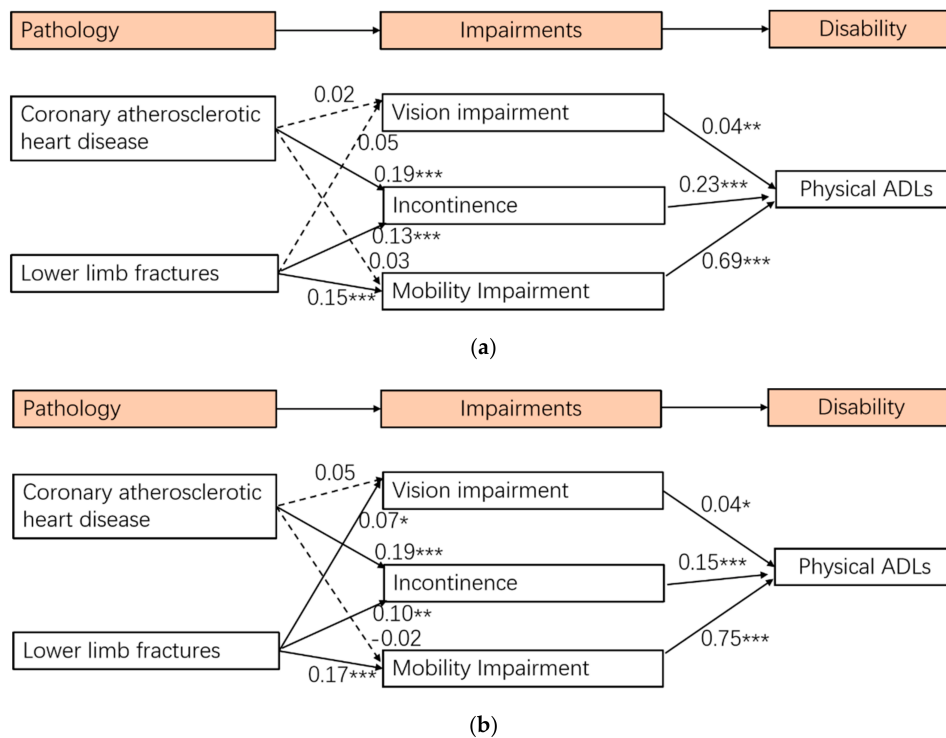 Pathology
Impairments
Disability
0.02
Coronary atherosclerotic
heart disease
Vision impairment
0.04**
0.05
0.19***
0.23***
Physical ADLs
Incontinence
0.13***
Lower limb fractures
0.03
0.69***
0.15***
Mobility Impairment
(a)
Pathology
Impairments
Disability
0.05
Coronary atherosclerotic
heart disease
Vision impairment
0.04*
0.07*
0.19***
0.15***
Physical ADLs
Incontinence
0.10**
-0.02
0.75***
Lower limb fractures
0.17***
Mobility Impairment
(b)